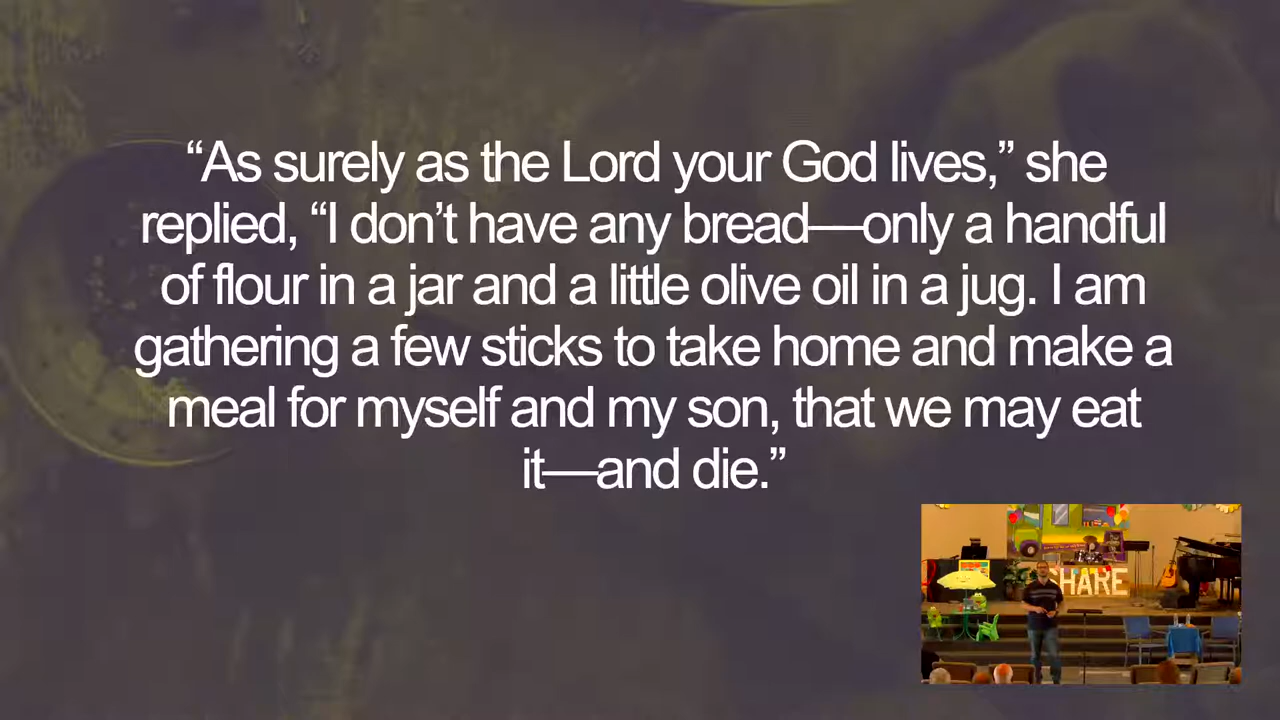 “As surely as the Lord your God lives,” she
replied, “I don’t have any bread—only a handful
of flour in a jar and a little olive oil in a jug. I am
gathering a few sticks to take home and make a
meal for myself and my son, that we may eat
it—and die.”
SHARE